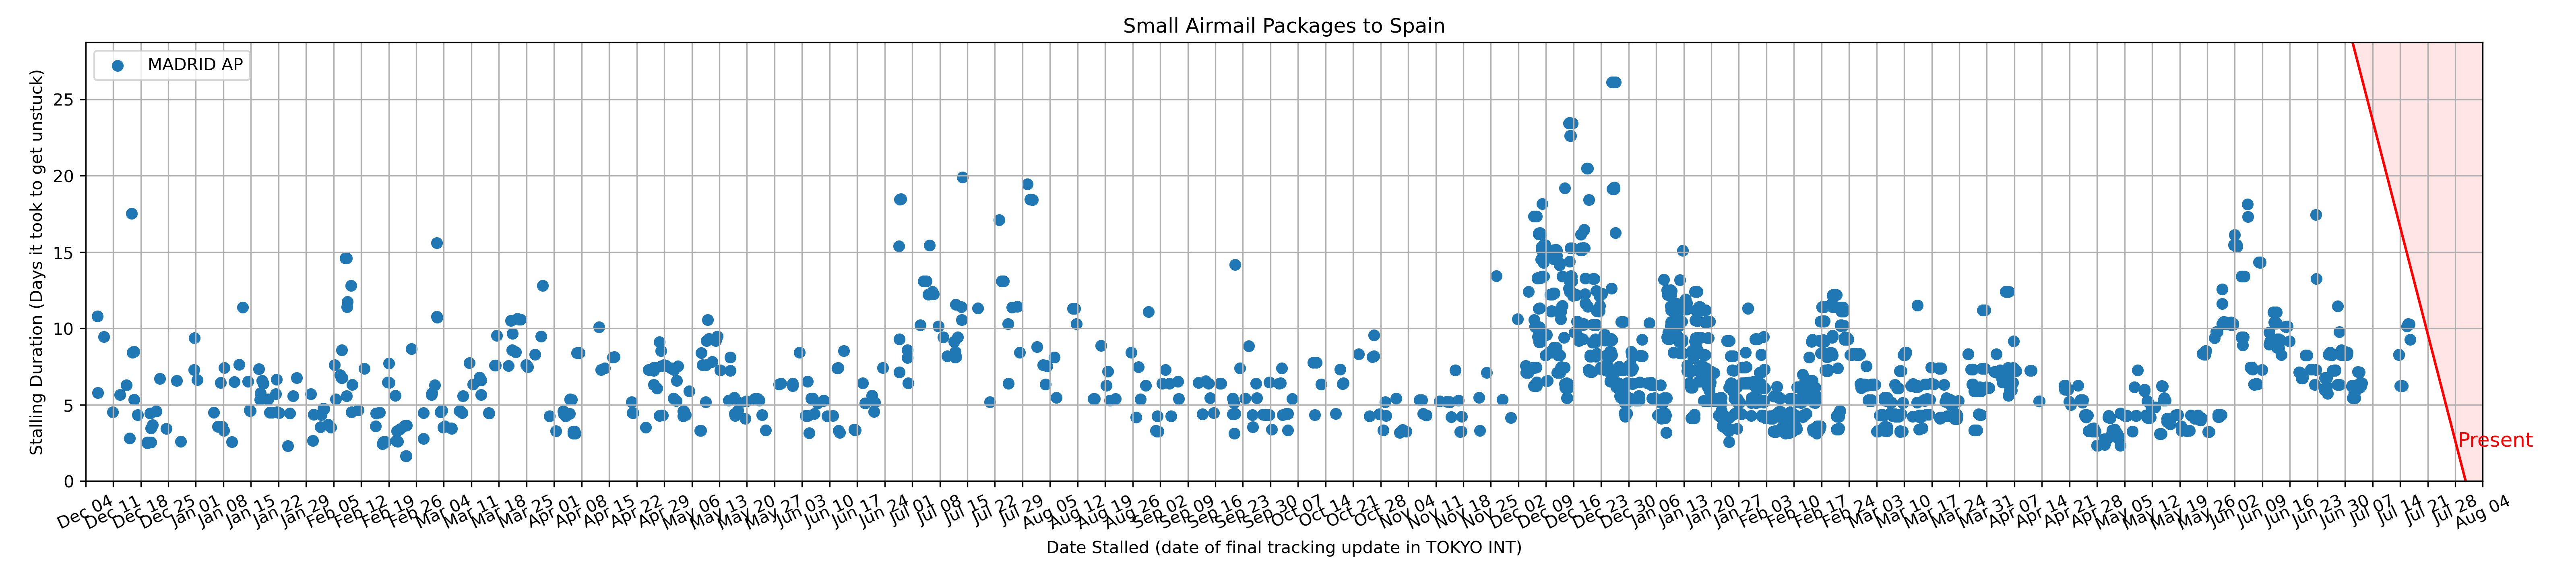 Small Airmail Packages to Spain
MADRID AP
Stalling Duration (Days it took to get unstuck)
25
20
15
10
5
0
Present
Dec 04
Dec 11
Dec 18
Dec 25
Jan 01
Jan 08
Jan 15
Jan 22
Jan 29
Feb 05
Feb 12
Feb 19
Feb 26
Mar 04
Mar 11
Mar 18
Mar 25
Apr 01
Apr 08
Apr 15
Apr 22
Apr 29
May 06
May 13
May 20
May 27
Jun 03
Jun 10
Jun 17
Jun 24
Jul 01
Jul 08
Jul 15
Jul 22
Jul 29
Aug 05
Aug 12
Aug 19
Aug 26
Sep 02
Sep 09
Sep 16
Sep 23
Sep 30
Oct 07
Oct 14
Oct 21
Oct 28
Nov 04
Nov 11
Nov 18
Nov 25
Dec 02
Dec 09
Dec 16
Dec 23
Dec 30
Jan 06
Jan 13
Jan 20
Jan 27
Feb 03
Feb 10
Feb 17
Feb 24
Mar 03
Mar 10
Mar 17
Mar 24
Mar 31
Apr 07
Apr 14
Apr 21
Apr 28
May 05
May 12
May 19
May 26
Jun 02
Jun 09
Jun 16
Jun 23
Jun 30
Jul 07
Jul 14
Jul 21
Jul 28
Aug 04
Date Stalled (date of final tracking update in TOKYO INT)